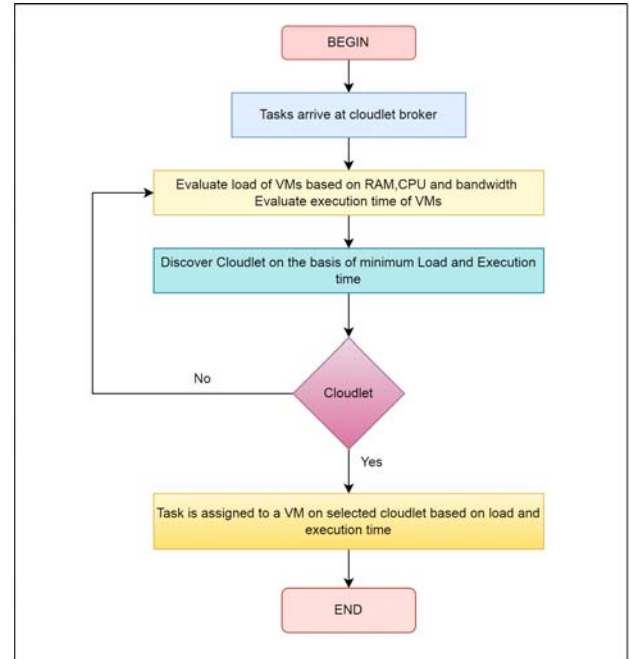 BEGIN
Tasks arrive at cloudlet broker
Evaluate load of VMs based on RAM,CPU and bandwidth
Evaluate execution time of VMs
Discover Cloudlet on the basis of minimum Load and Execution
time
No
Cloudlet
Yes
Task is assigned to a VM on selected cloudlet based on load and
execution time
END